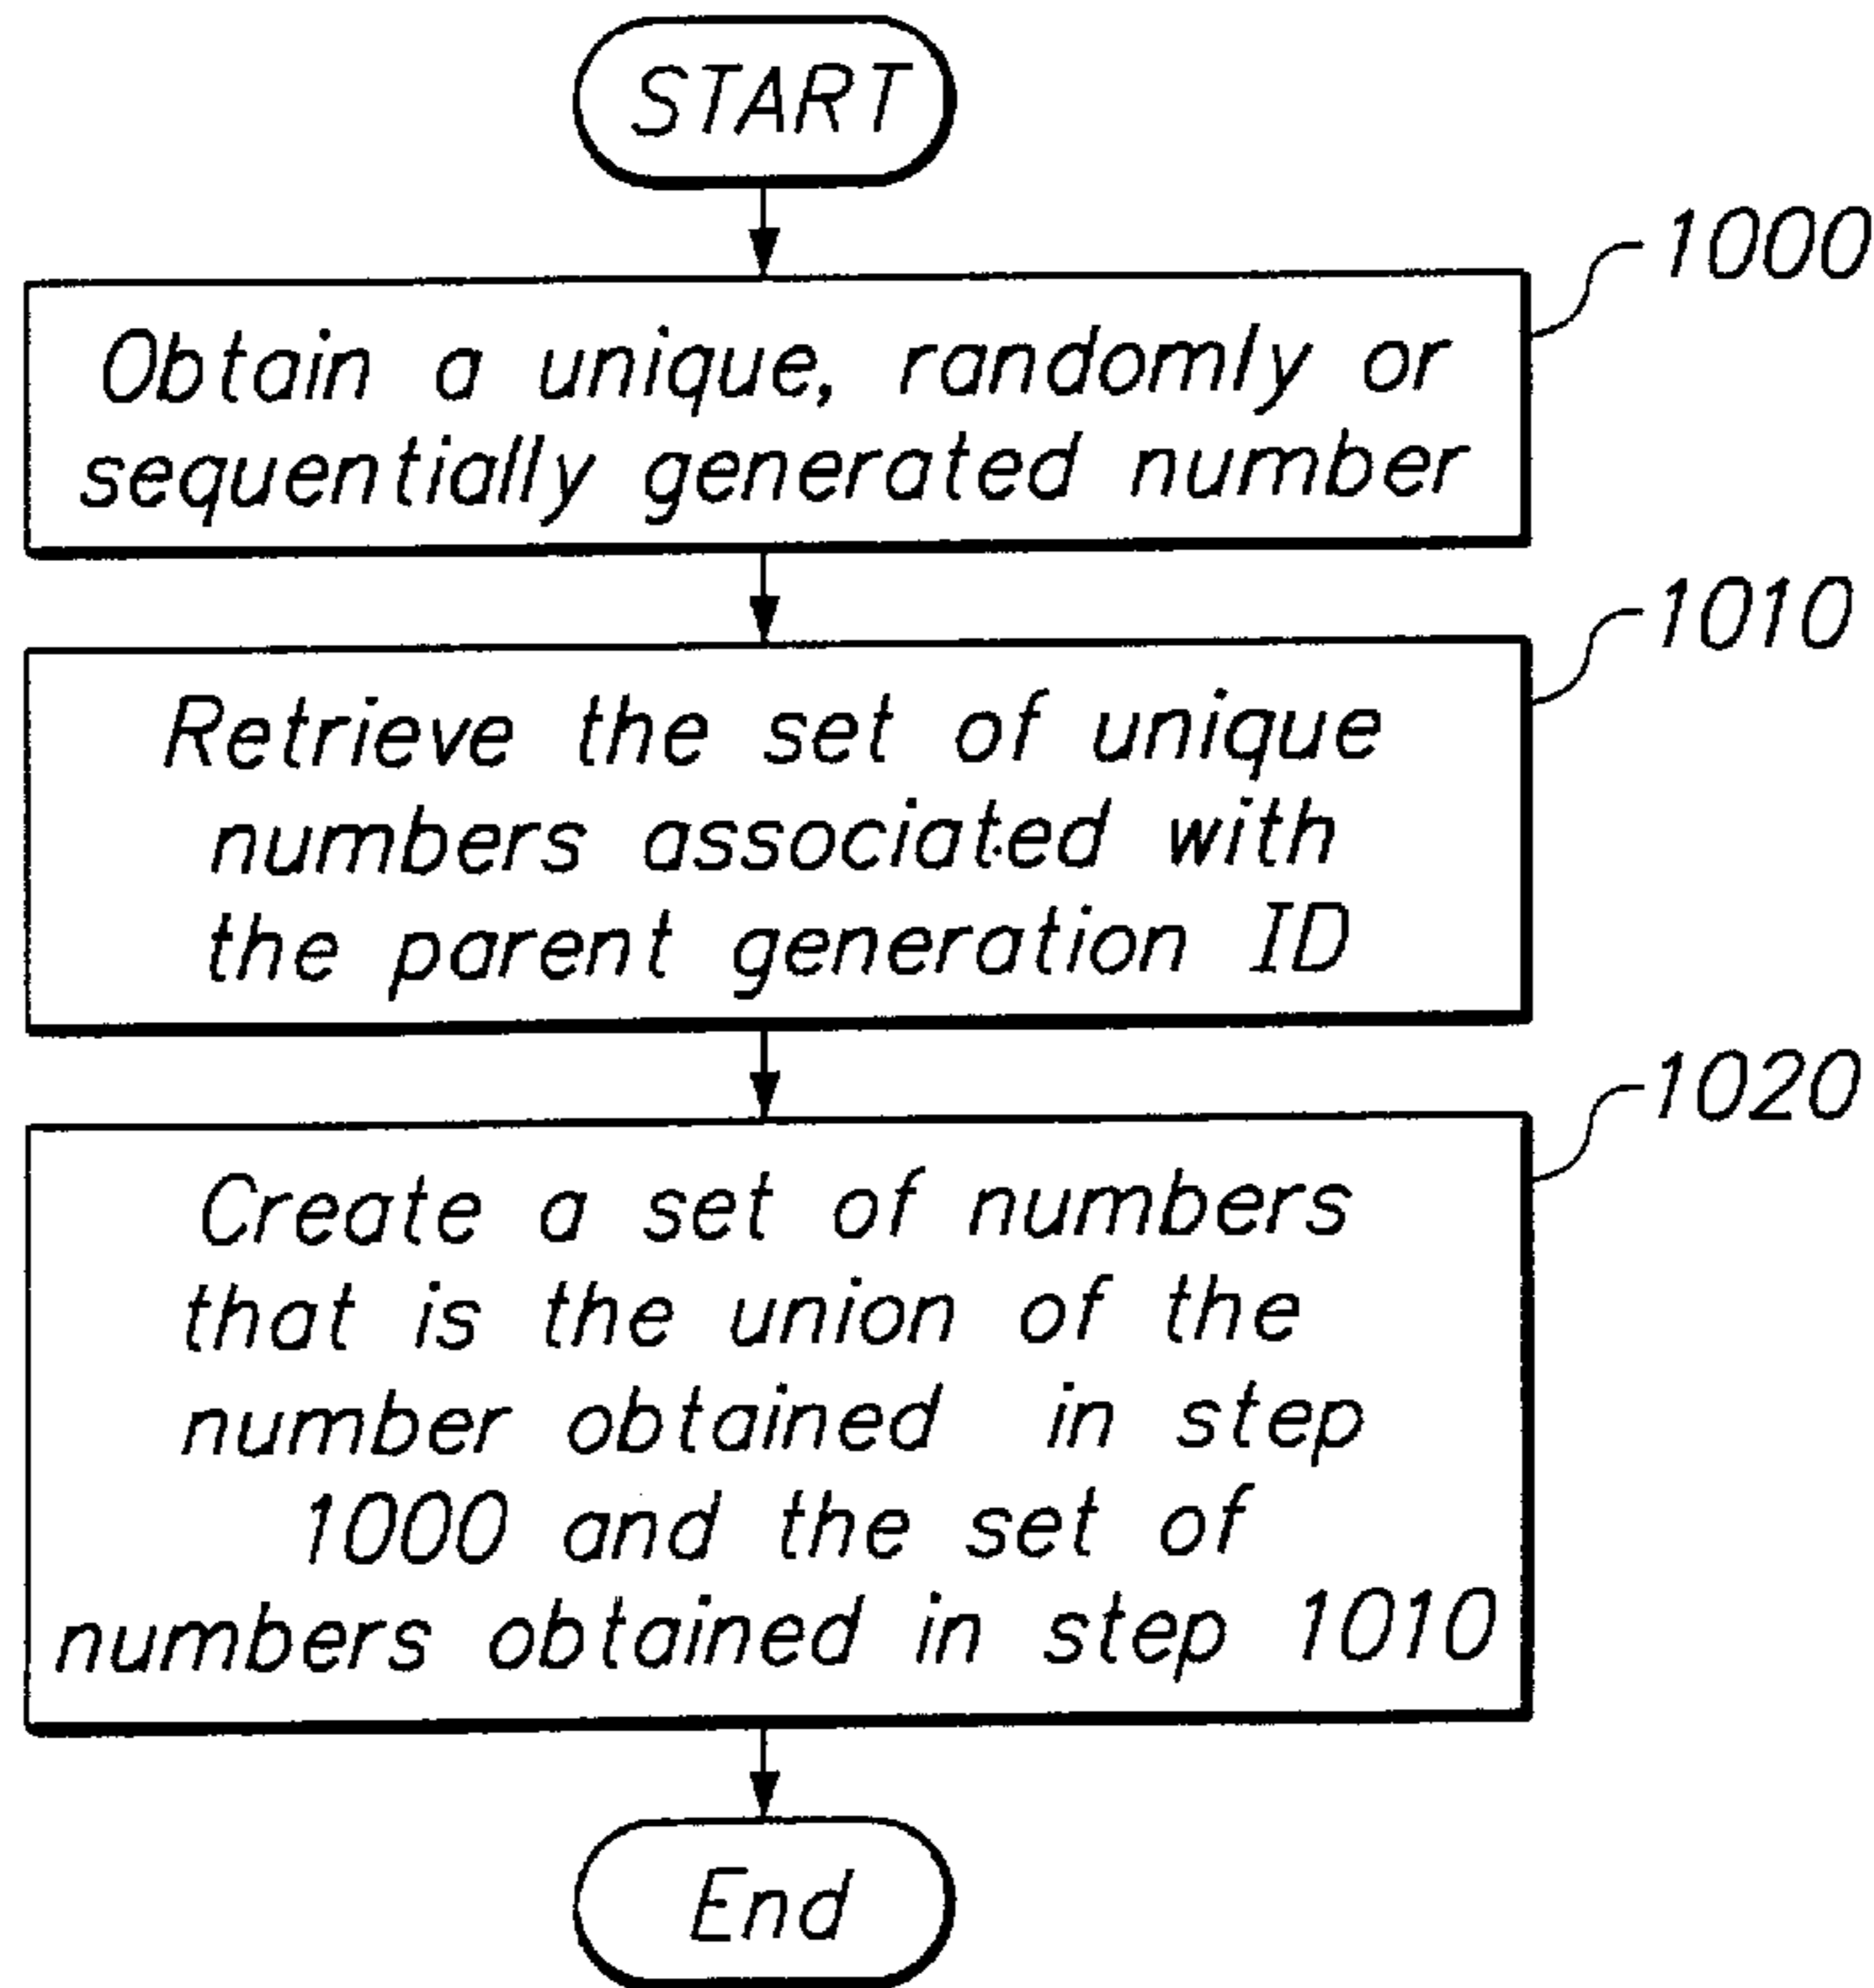 START
1000
Obtain a unique, randomly or
sequentially generated number
1010
Retrieve the set of unique
numbers associated with
the parent generation ID
1020
Create a set of numbers
that is the union of the
number obtained in step
1000 and the set of
numbers obtained in step 1010
End